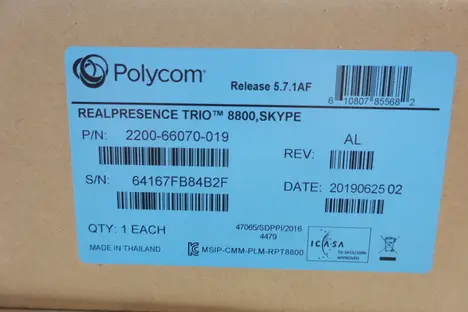 Polycom®
Release 5.7.1AF
6 10807 85568 2
REALPRESENCE TRIO™ 8800,SKYPE
P/N: 2200-66070-019
REV: AL
S/N: 64167FB84B2F
DATE: 20190625 02
QTY: 1 EACH
47065/SDPPI/2016
4479
MADE IN THAILAND
MSIP-CMM-PLM-RPT8800
ICASA
APPROVED